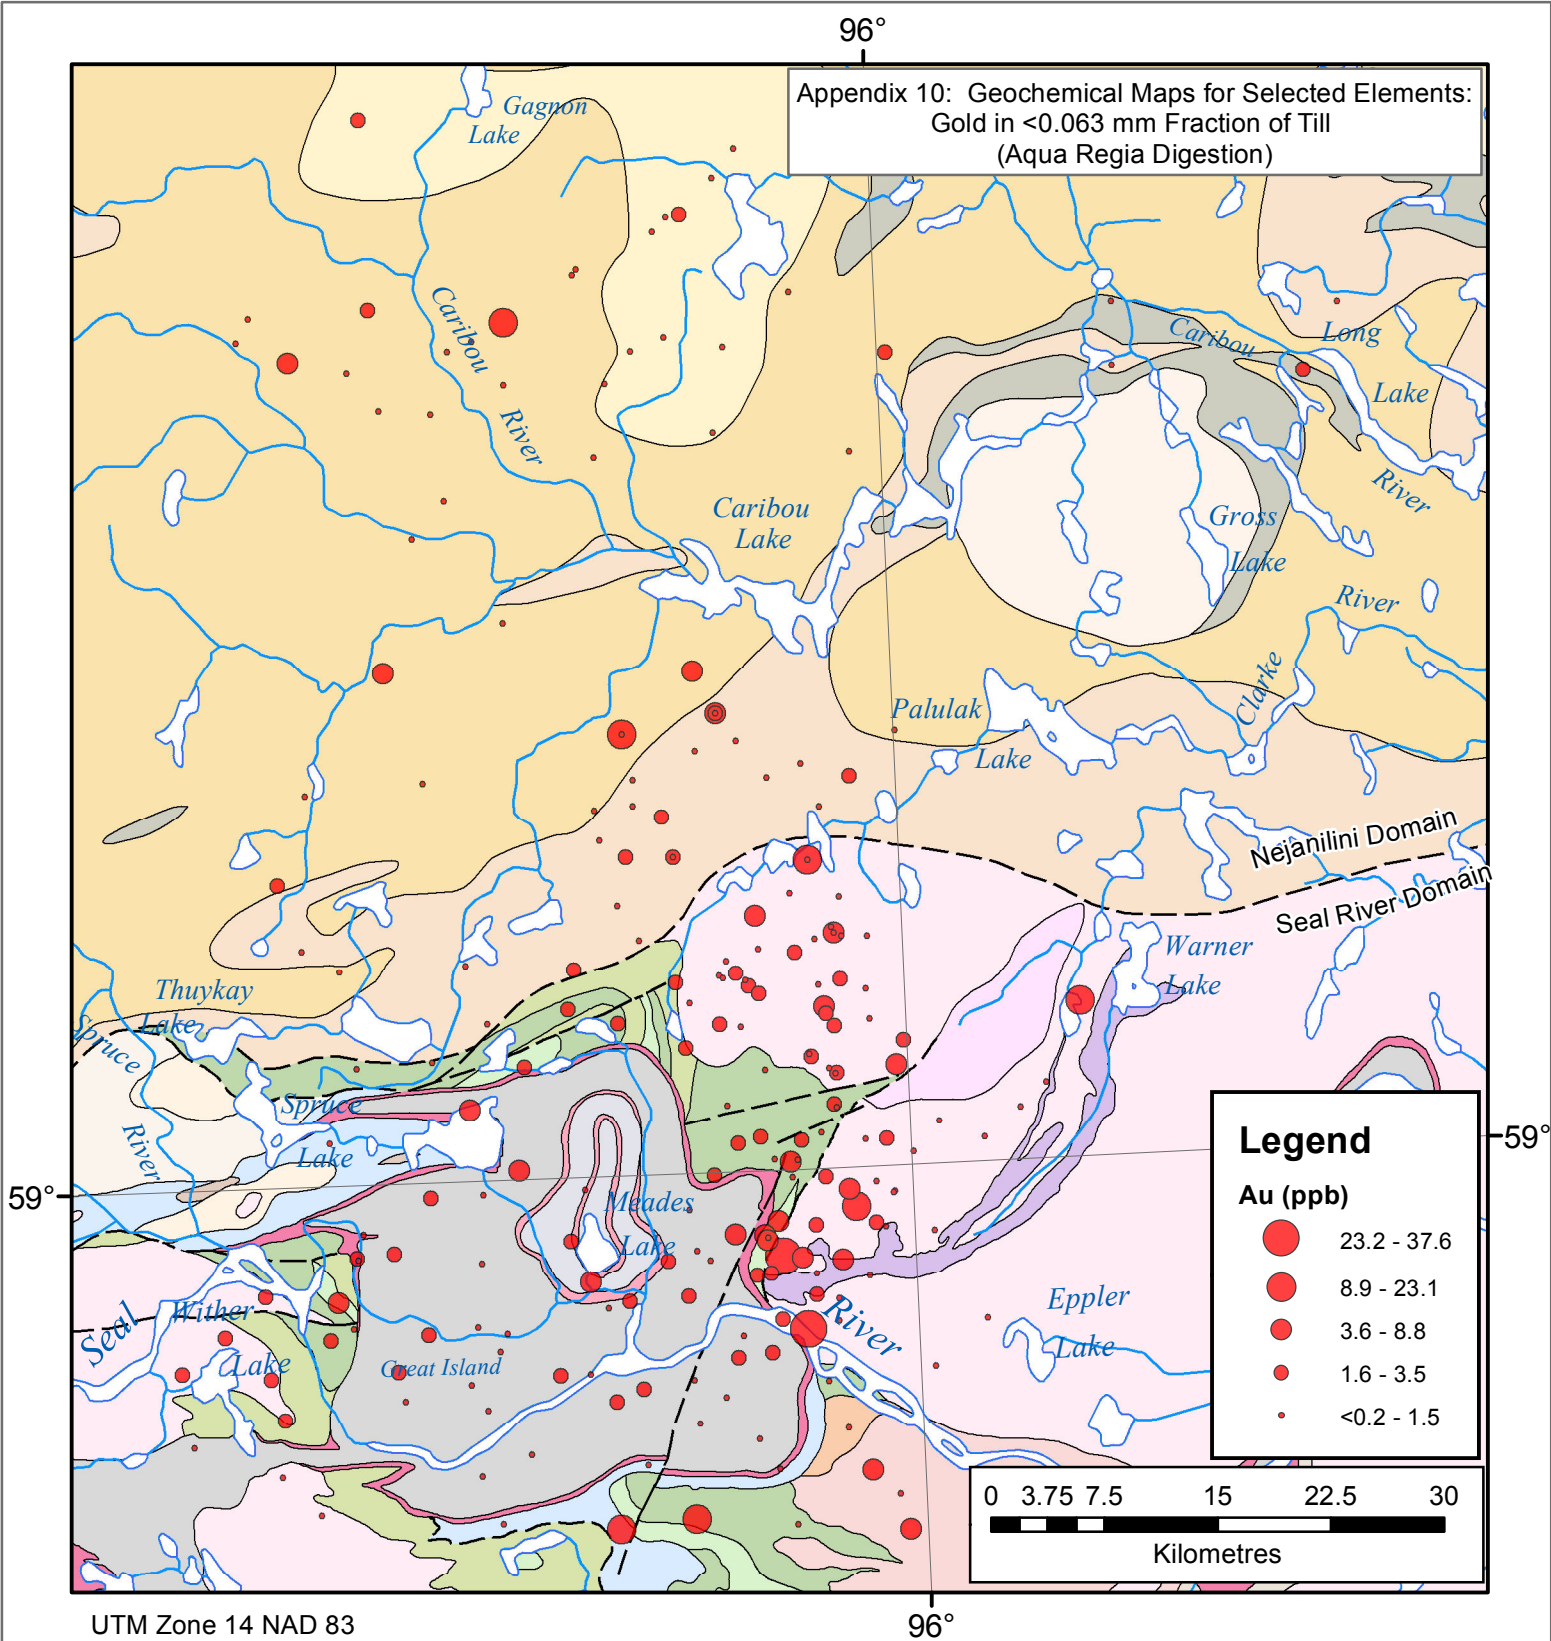 96°
Appendix 10: Geochemical Maps for Selected Elements:
Gold in <0.063 mm Fraction of Till
(Aqua Regia Digestion)
Gagnon
Lake
Caribou
River
Caribou
Long
Lake
River
Caribou
Lake
Gross
Lake
River
Clarke
Palulak
Lake
Nejanilini Domain
Seal River Domain
Warner
Lake
Thuykay
Lake
Spruce
River
Spruce
Lake
59°
59°
Meades
Lake
Seal
Wither
Lake
Great Island
River
Eppler
Lake
Legend
Au (ppb)
23.2 - 37.6
8.9 - 23.1
3.6 - 8.8
1.6 - 3.5
<0.2 - 1.5
0 3.75 7.5 15 22.5 30
Kilometres
UTM Zone 14 NAD 83
96°